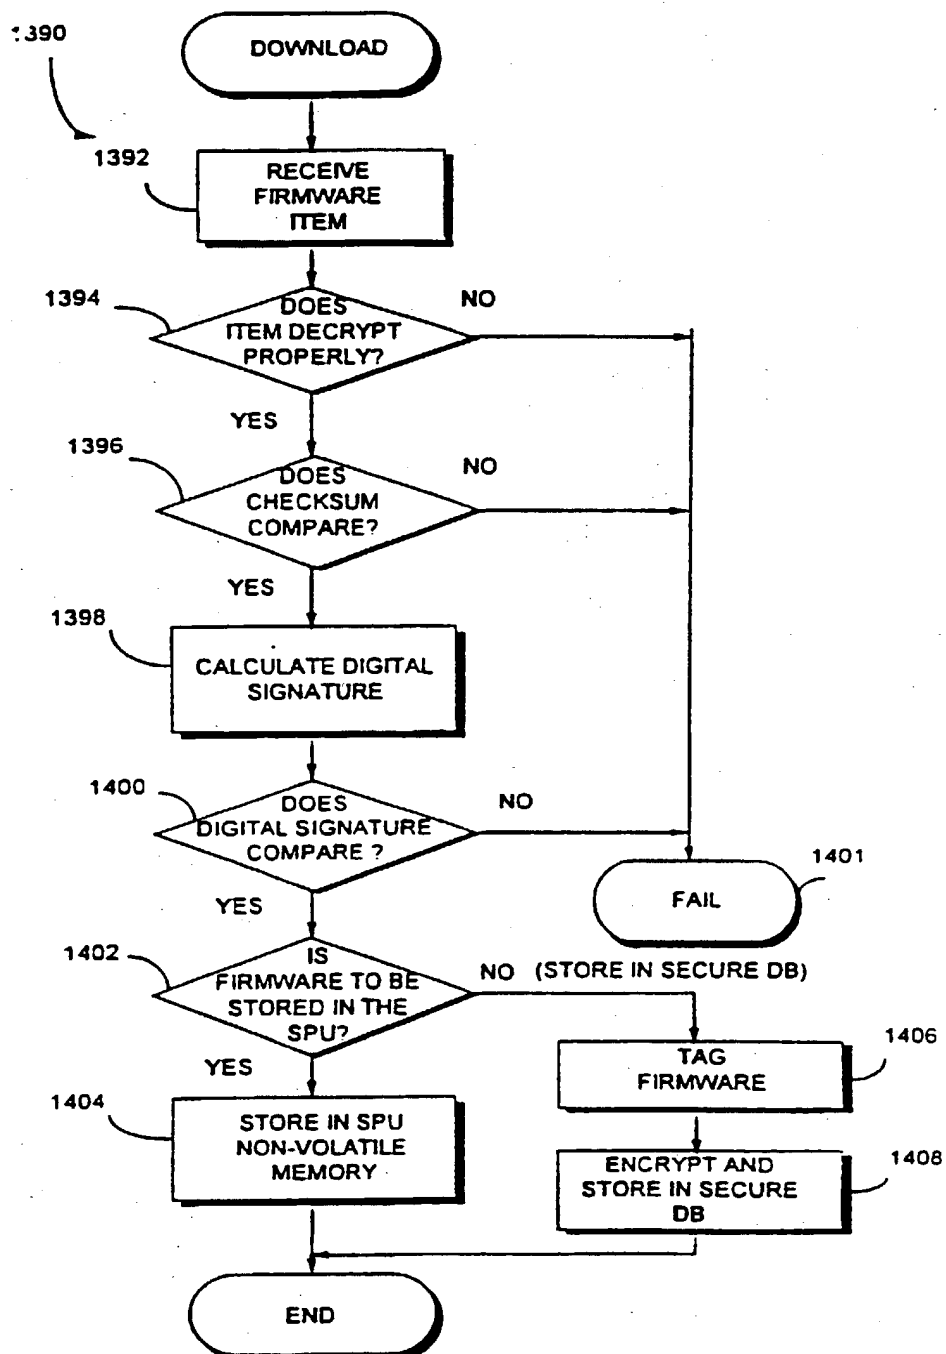 1390
DOWNLOAD
1392
RECEIVE
FIRMWARE
ITEM
1394
DOES
ITEM DECRYPT
PROPERLY?
NO
YES
1396
DOES
CHECKSUM
COMPARE?
NO
YES
1398
CALCULATE DIGITAL
SIGNATURE
1400
DOES
DIGITAL SIGNATURE
COMPARE ?
NO
YES
FAIL
1401
1402
IS
FIRMWARE TO BE
STORED IN THE
SPU?
NO (STORE IN SECURE DB)
YES
TAG
FIRMWARE
1406
1404
STORE IN SPU
NON-VOLATILE
MEMORY
ENCRYPT AND
STORE IN SECURE
DB
1408
END